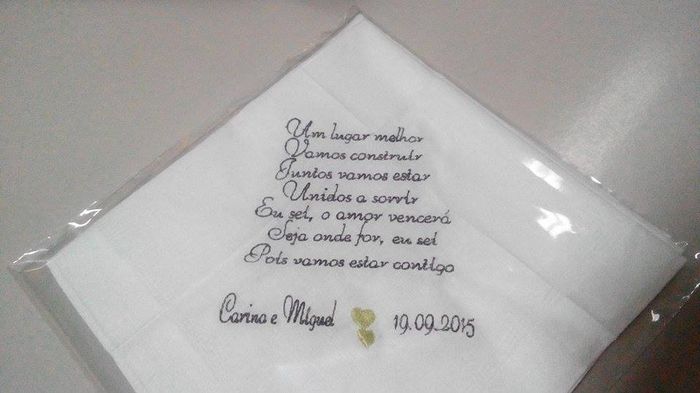 Um lugar melhor
Vamos construir
Juntos vamos estar
Unidos a sorrir
Eu sei, o amor vencerá
Seja onde for, eu sei
Pois vamos estar contigo
Carina e Miguel 19.09.2015